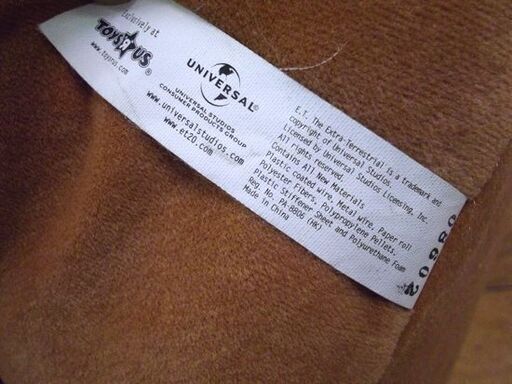 Exclusively at
TOYS R US
www.toysrus.com
UNIVERSAL
UNIVERSAL STUDIOS
CONSUMER PRODUCTS GROUP
www.universalstudios.com
www.et20.com
E.T. The Extra-Terrestrial is a trademark and
copyright of Universal Studios.
Licensed by Universal Studios Licensing, Inc.
All rights reserved.
Contains All New Materials
Plastic coated wire, Metal wire, Paper roll
Polyester Fibers, Polypropylene Pellets,
Plastic Stiffener Sheet and Polyurethane Foam
Reg. No. PA-8806 (HK)
Made in China